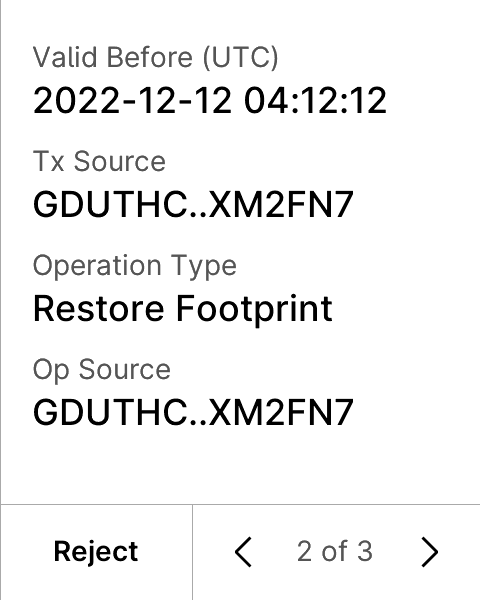 Valid Before (UTC)
2022-12-12 04:12:12
Tx Source
GDUTHC..XM2FN7
Operation Type
Restore Footprint
Op Source
GDUTHC..XM2FN7
Reject
2 of 3